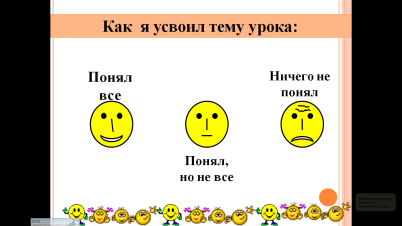 Как я усвоил тему урока:
Понял
все
Ничего не
понял
Понял,
но не все